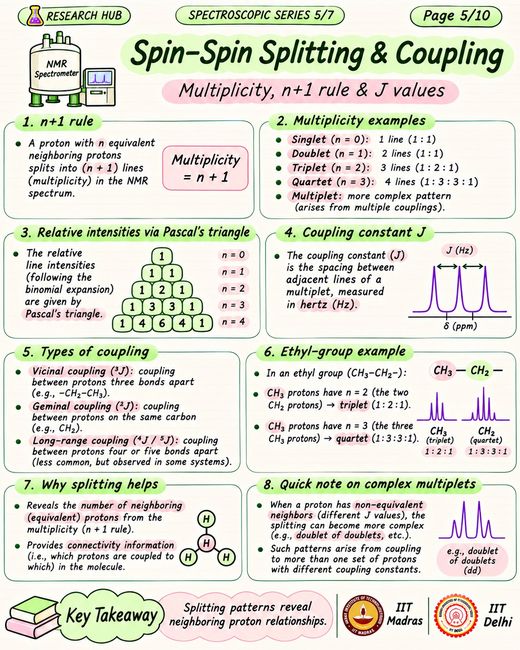 RESEARCH HUB
SPECTROSCOPIC SERIES 5/7
Page 5/10
NMR
Spectrometer
Spin–Spin Splitting & Coupling
Multiplicity, n+1 rule & J values
1. n+1 rule
A proton with n equivalent
neighboring protons
splits into (n + 1) lines
(multiplicity) in the NMR
spectrum.
Multiplicity
= n + 1
2. Multiplicity examples
Singlet (n = 0): 1 line (1:1)
Doublet (n = 1): 2 lines (1:1)
Triplet (n = 2): 3 lines (1:2:1)
Quartet (n = 3): 4 lines (1:3:3:1)
Multiplet: more complex pattern
(arises from multiple couplings).
3. Relative intensities via Pascal's triangle
The relative
line intensities
(following the
binomial expansion)
are given by
Pascal's triangle.
1 n = 0
1 1 n = 1
1 2 1 n = 2
1 3 3 1 n = 3
1 4 6 4 1 n = 4
4. Coupling constant J
The coupling constant (J)
is the spacing between
adjacent lines of a
multiplet, measured
in hertz (Hz).
J (Hz)
δ (ppm)
5. Types of coupling
Vicinal coupling (³J): coupling
between protons three bonds apart
(e.g., –CH₂–CH₃).
Geminal coupling (²J): coupling
between protons on the same carbon
(e.g., CH₂).
Long-range coupling (⁴J / ⁵J): coupling
between protons four or five bonds apart
(less common, but observed in some systems).
6. Ethyl-group example
In an ethyl group (CH₃–CH₂–):
CH₃ protons have n = 2 (the two
CH₂ protons) → triplet (1:2:1).
CH₃ protons have n = 3 (the three
CH₃ protons) → quartet (1:3:3:1).
CH₃ — CH₂ —
CH₃
(triplet)
1:2:1
CH₂
(quartet)
1:3:3:1
7. Why splitting helps
Reveals the number of neighboring
(equivalent) protons from the
multiplicity (n + 1 rule).
Provides connectivity information
(i.e., which protons are coupled to
which) in the molecule.
H
H
H H
8. Quick note on complex multiplets
When a proton has non-equivalent
neighbors (different J values), the
splitting can become more complex
(e.g., doublet of doublets, etc.).
Such patterns arise from coupling
to more than one set of protons
with different coupling constants.
e.g., doublet
of doublets
(dd)
Key Takeaway
Splitting patterns reveal
neighboring proton relationships.
IIT
Madras
IIT
Delhi